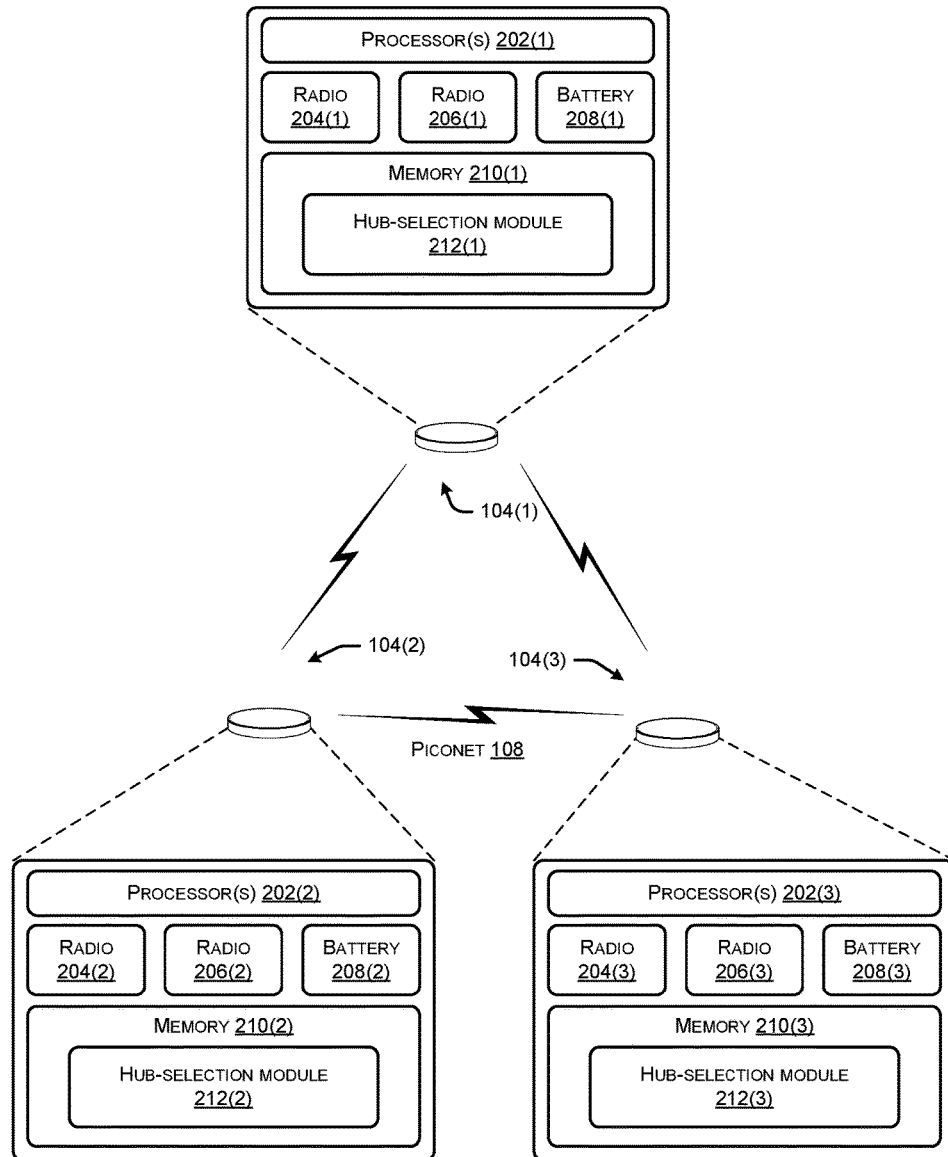 PROCESSOR(S) 202(1)
RADIO
204(1)
RADIO
206(1)
BATTERY
208(1)
MEMORY 210(1)
HUB-SELECTION MODULE
212(1)
104(1)
104(2)
104(3)
PICONET 108
PROCESSOR(S) 202(2)
RADIO
204(2)
RADIO
206(2)
BATTERY
208(2)
MEMORY 210(2)
HUB-SELECTION MODULE
212(2)
PROCESSOR(S) 202(3)
RADIO
204(3)
RADIO
206(3)
BATTERY
208(3)
MEMORY 210(3)
HUB-SELECTION MODULE
212(3)